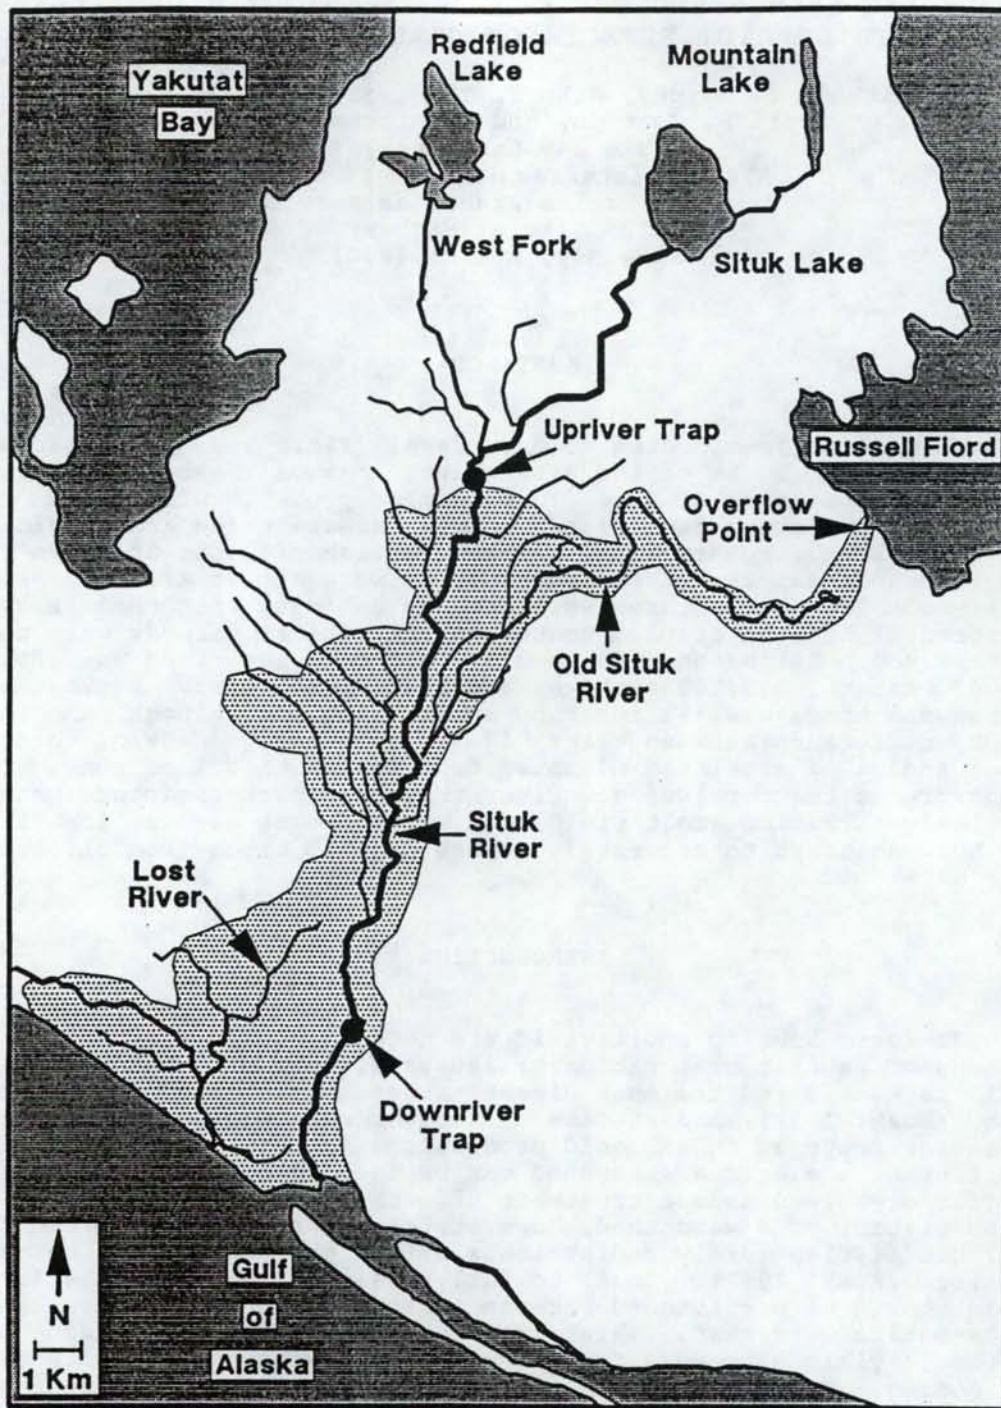 Redfield
Lake
Mountain
Lake
Yakutat
Bay
West Fork
Situk Lake
Upriver Trap
Russell Fiord
Overflow
Point
Old Situk
River
Situk
River
Lost
River
Downriver
Trap
Gulf
of
Alaska
N
1 Km